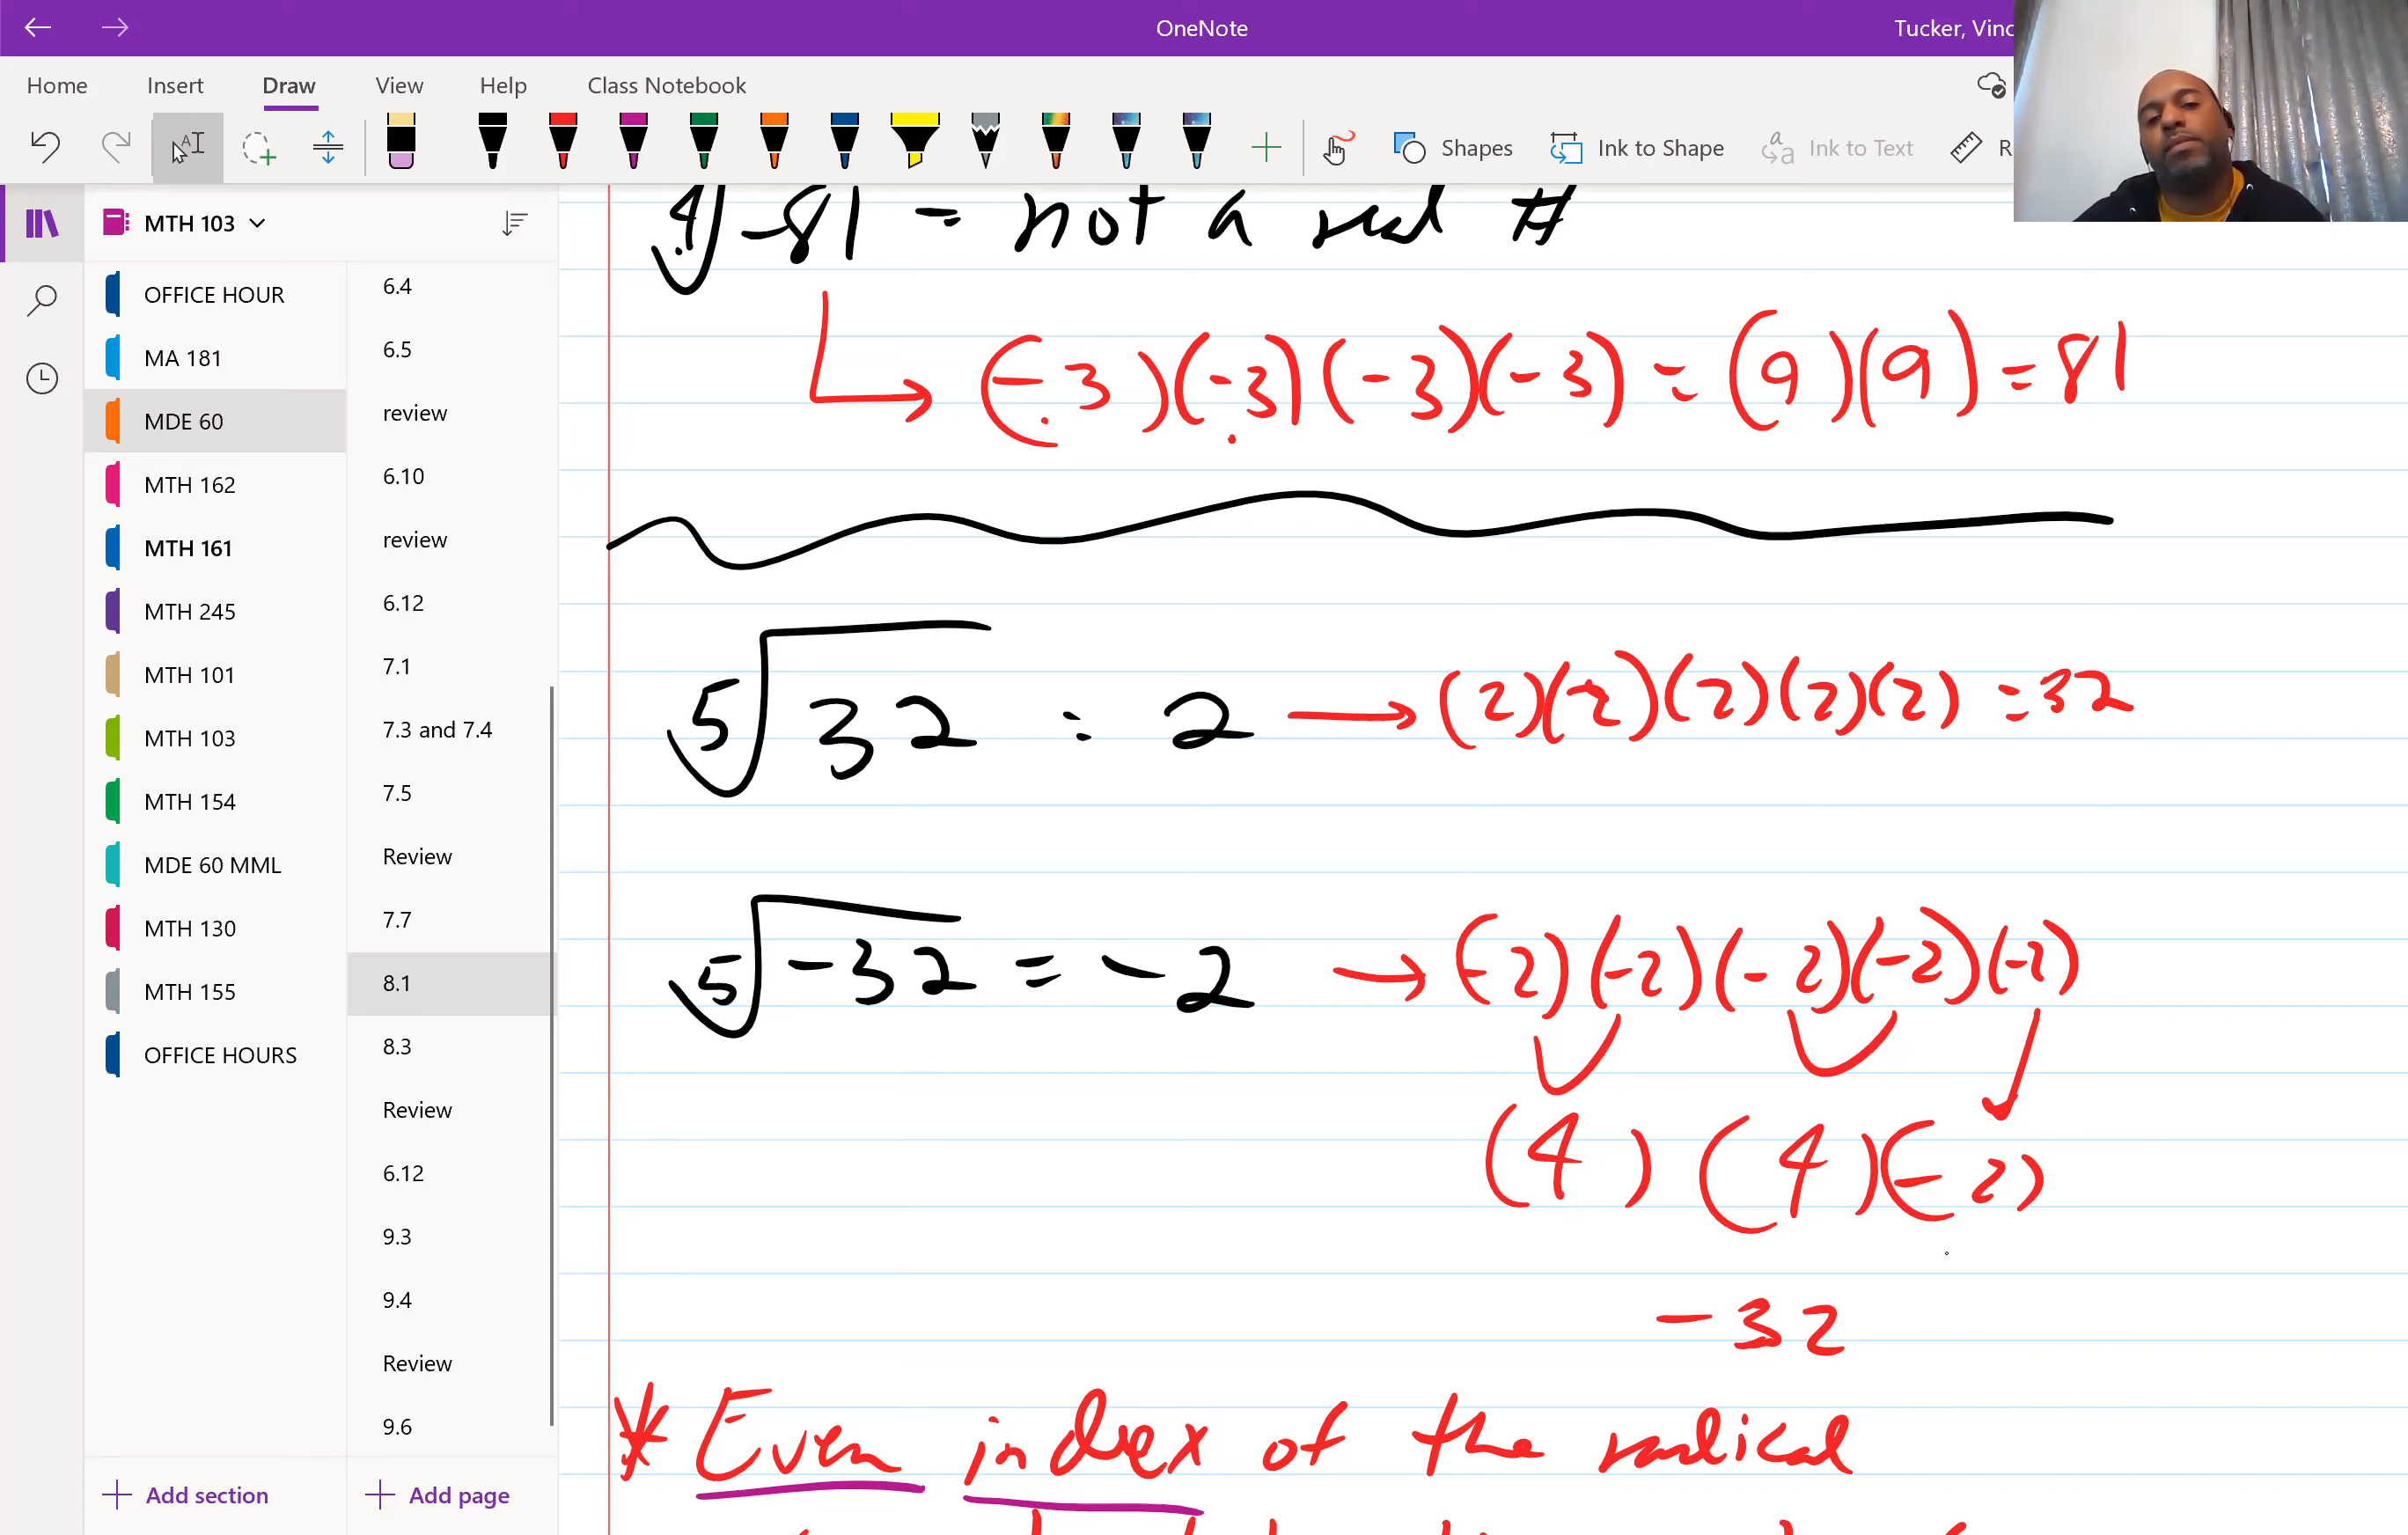 OneNote
Tucker, Vinc
Home Insert Draw View Help Class Notebook
Shapes Ink to Shape Ink to Text R
MTH 103
OFFICE HOUR
MA 181
MDE 60
MTH 162
MTH 161
MTH 245
MTH 101
MTH 103
MTH 154
MDE 60 MML
MTH 130
MTH 155
OFFICE HOURS
Add section
6.4
6.5
review
6.10
review
6.12
7.1
7.3 and 7.4
7.5
Review
7.7
8.1
8.3
Review
6.12
9.3
9.4
Review
9.6
Add page
∜-81 = not a real #
(-3)(-3)(-3)(-3) = (9)(9) = 81
5√32 = 2 → (2)(2)(2)(2)(2) = 32
5√-32 = -2 → (-2)(-2)(-2)(-2)(-2)
(4) (4)(-2)
-32
* Even index of the radical